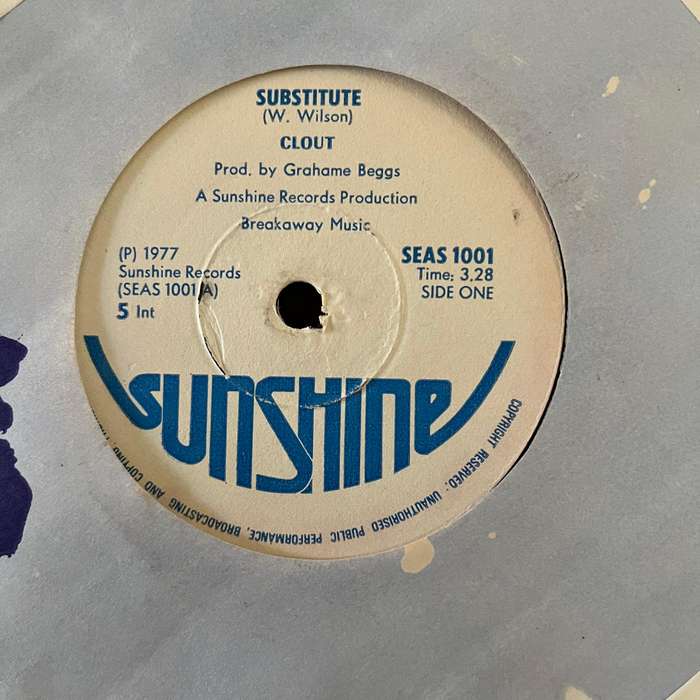 SUBSTITUTE
(W. Wilson)
CLOUT
Prod. by Grahame Beggs
A Sunshine Records Production
Breakaway Music
(P) 1977
Sunshine Records
(SEAS 1001/A)
5 Int
SEAS 1001
Time: 3.28
SIDE ONE
SUNSHINE
COPYRIGHT RESERVED: UNAUTHORISED PUBLIC PERFORMANCE, BROADCASTING AND COPYING